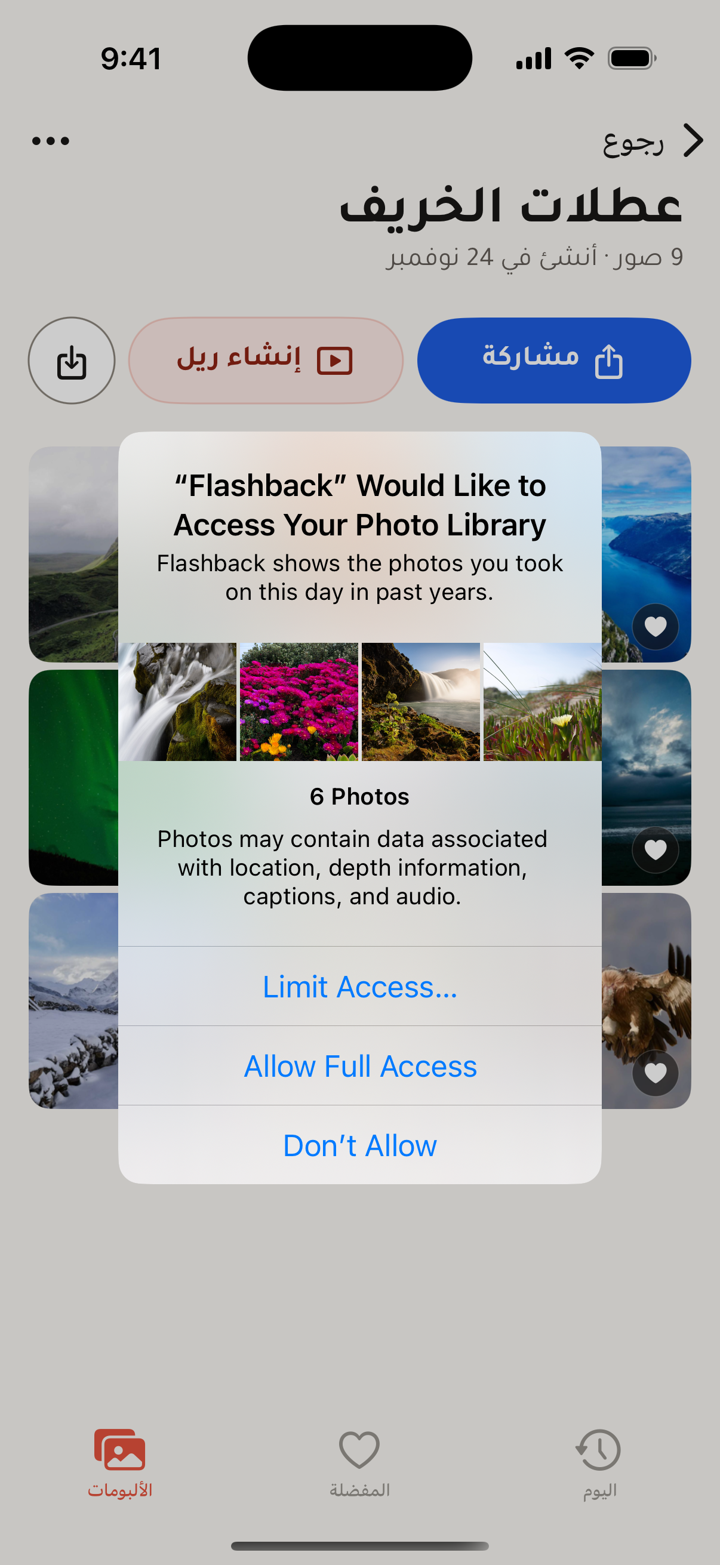 9:41
رجوع
عطلات الخريف
9 صور · أنشئ في 24 نوفمبر
مشاركة
إنشاء ريل
“Flashback” Would Like to
Access Your Photo Library
Flashback shows the photos you took
on this day in past years.
6 Photos
Photos may contain data associated
with location, depth information,
captions, and audio.
Limit Access...
Allow Full Access
Don’t Allow
اليوم
المفضلة
الألبومات